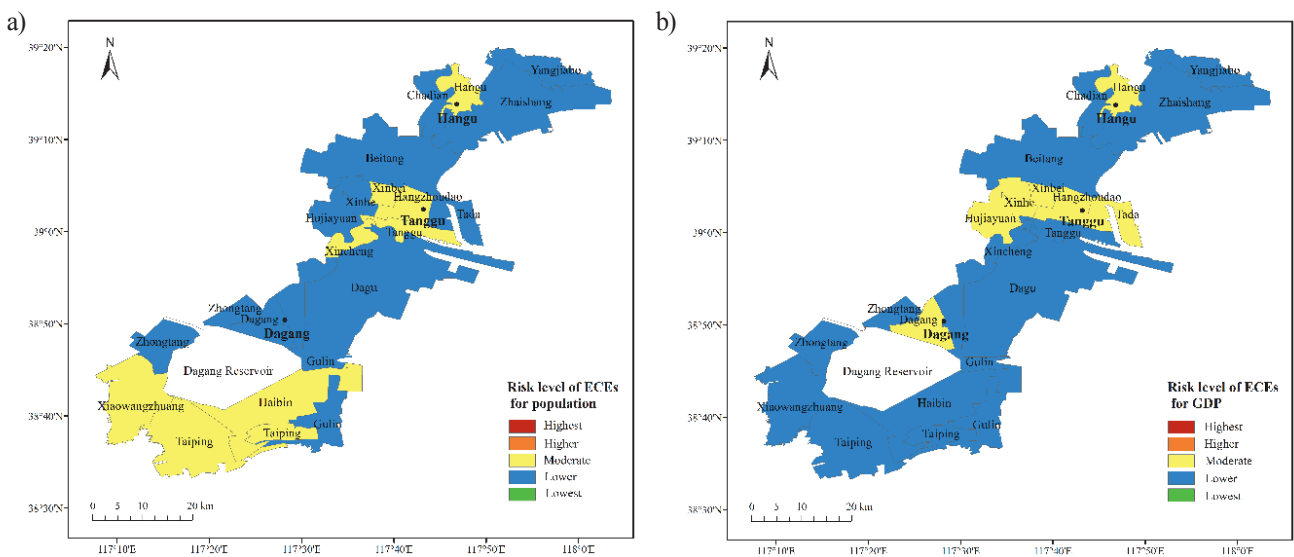 a)
N
39°20′N
39°10′N
39°0′N
38°50′N
38°40′N
38°30′N
Yangjiabo
Hangu
Chadian
Zhaishang
Hangu
Beitang
Xinbei
Hangzhoudao
Xinhe
Hujiayuan
Tanggu
Tada
Tanggu
Xincheng
Dagu
Zhongtang
Dagang
Dagang
Zhongtang
Gulin
Dagang Reservoir
Xiaowangzhuang
Haibin
Gulin
Taiping
Taiping
Risk level of ECEs
for population
Highest
Higher
Moderate
Lower
Lowest
0 5 10 20 km
117°10′E 117°20′E 117°30′E 117°40′E 117°50′E 118°0′E
b)
N
39°20′N
39°10′N
39°0′N
38°50′N
38°40′N
38°30′N
Yangjiabo
Hangu
Chadian
Zhaishang
Hangu
Beitang
Xinbei
Hangzhoudao
Xinhe
Hujiayuan
Tanggu
Tada
Tanggu
Xincheng
Dagu
Zhongtang
Dagang
Dagang
Zhongtang
Gulin
Dagang Reservoir
Xiaowangzhuang
Haibin
Gulin
Taiping
Taiping
Risk level of ECEs
for GDP
Highest
Higher
Moderate
Lower
Lowest
0 5 10 20 km
117°10′E 117°20′E 117°30′E 117°40′E 117°50′E 118°0′E